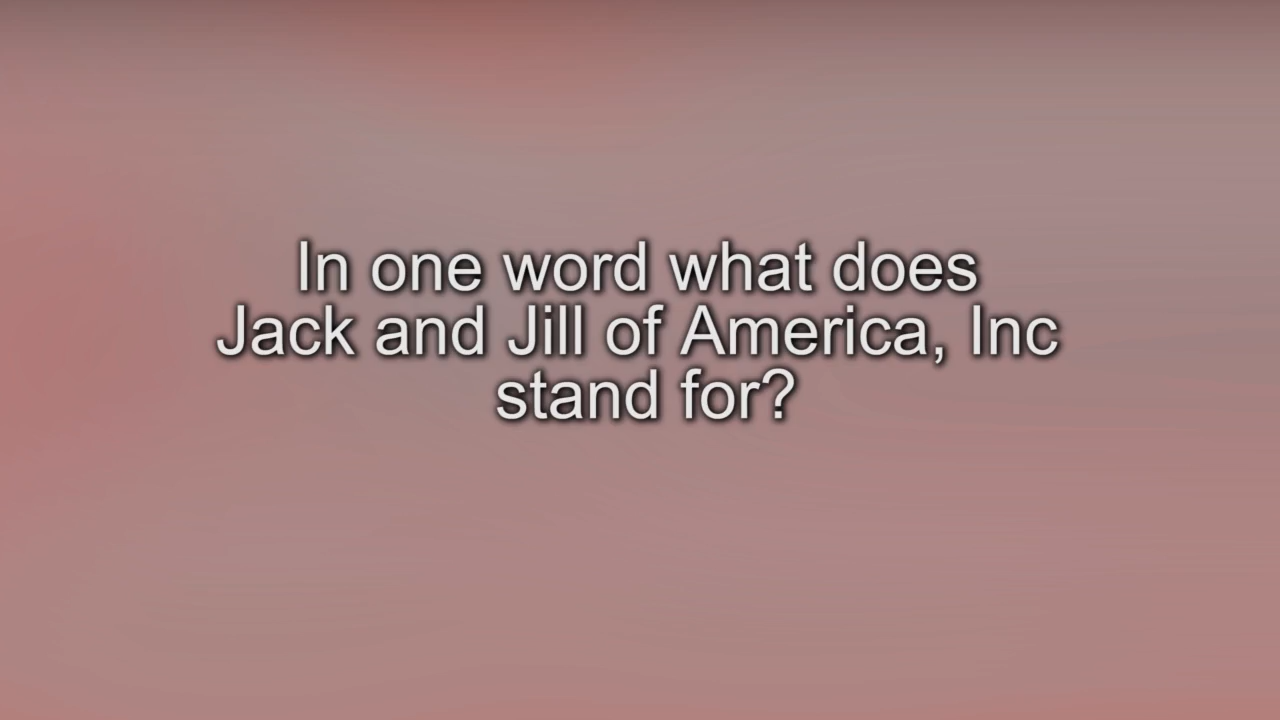 In one word what does
Jack and Jill of America, Inc
stand for?